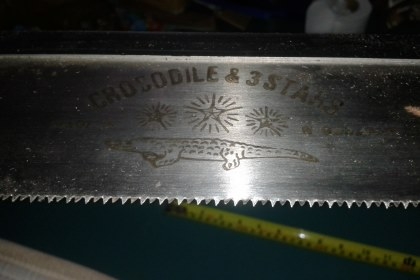 CROCODILE & 3 STARS